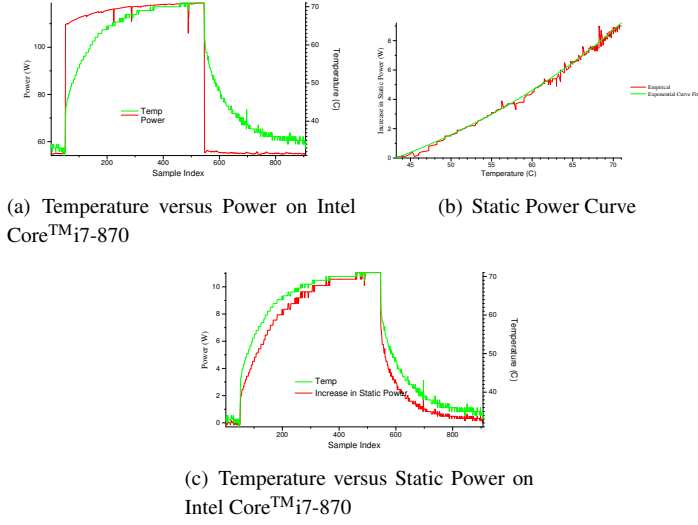 100
80
60
Power (W)
Temp
Power
200
400
600
800
Sample Index
70
60
50
40
Temperature (C)
8
6
4
2
0
Increase in Static Power (W)
Empirical
Exponential Curve Fit
45
50
55
60
65
70
Temperature (C)
(a) Temperature versus Power on Intel
Core™i7-870
(b) Static Power Curve
10
8
6
4
2
0
Power (W)
Temp
Increase in Static Power
200
400
600
800
Sample Index
70
60
50
40
Temperature (C)
(c) Temperature versus Static Power on
Intel Core™i7-870